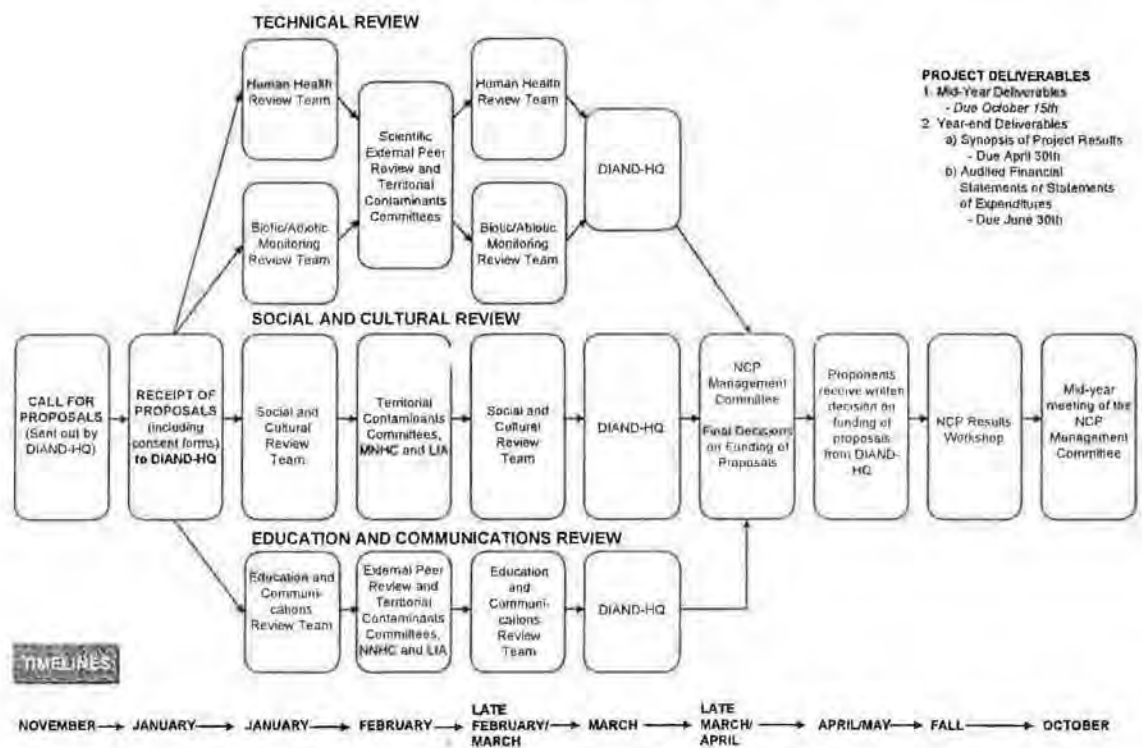 TECHNICAL REVIEW
Human Health
Review Team
Biotic/Abiotic
Monitoring
Review Team
Scientific
External Peer
Review and
Territorial
Contaminants
Committees
Human Health
Review Team
Biotic/Abiotic
Monitoring
Review Team
DIAND-HQ
PROJECT DELIVERABLES
1. Mid-Year Deliverables
- Due October 15th
2. Year-end Deliverables
a) Synopsis of Project Results
- Due April 30th
b) Audited Financial
Statements or Statements
of Expenditures
- Due June 30th
SOCIAL AND CULTURAL REVIEW
CALL FOR
PROPOSALS
(Sent out by
DIAND-HQ)
RECEIPT OF
PROPOSALS
(including
consent forms)
to DIAND-HQ
Social and
Cultural
Review
Team
Territorial
Contaminants
Committees,
MNHC and LIA
Social and
Cultural
Review
Team
DIAND-HQ
NCP
Management
Committee
Final Decisions
on Funding of
Proposals
Proponents
receive written
decision on
funding of
proposals
from DIAND-
HQ
NCP Results
Workshop
Mid-year
meeting of the
NCP
Management
Committee
EDUCATION AND COMMUNICATIONS REVIEW
Education and
Communi-
cations
Review Team
External Peer
Review and
Territorial
Contaminants
Committees,
NNHC and LIA
Education
and
Communi-
cations
Review
Team
DIAND-HQ
TIMELINES
NOVEMBER
JANUARY
JANUARY
FEBRUARY
LATE
FEBRUARY/
MARCH
MARCH
LATE
MARCH/
APRIL
APRIL/MAY
FALL
OCTOBER